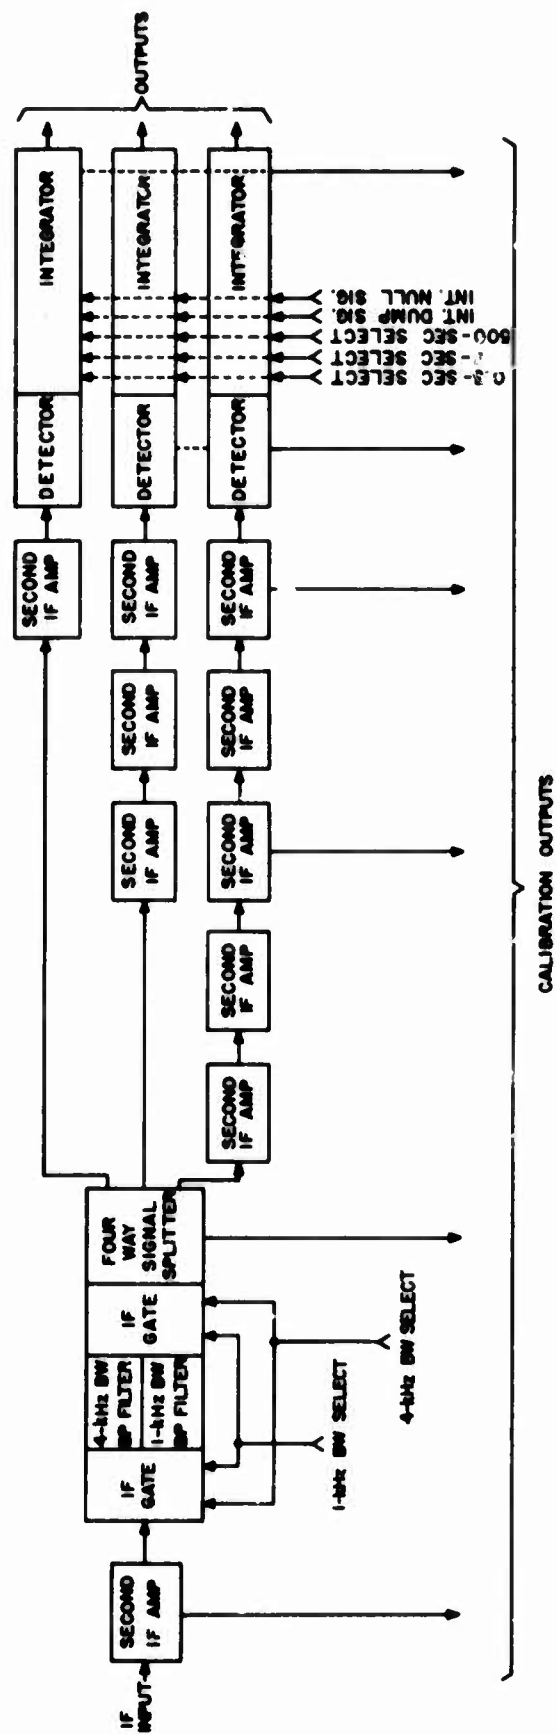 IF
INPUT
SECOND
IF AMP
IF
GATE
4-kHz BW
BP FILTER
1-kHz BW
BP FILTER
IF
GATE
FOUR
WAY
SIGNAL
SPLITTER
1-kHz BW SELECT
4-kHz BW SELECT
SECOND
IF AMP
DETECTOR
INTEGRATOR
SECOND
IF AMP
SECOND
IF AMP
SECOND
IF AMP
DETECTOR
INTEGRATOR
SECOND
IF AMP
SECOND
IF AMP
SECOND
IF AMP
SECOND
IF AMP
SECOND
IF AMP
DETECTOR
INTEGRATOR
OUTPUTS
SEC SELECT
SEC SELECT
SEC SELECT
INT. DUMP SIG.
INT. NULL SIG.
CALIBRATION OUTPUTS